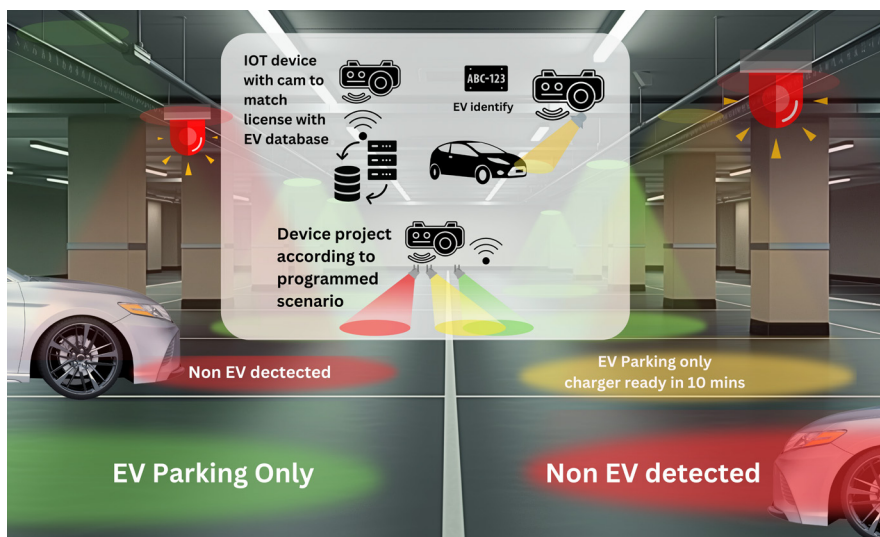 IOT device
with cam to
match
license with
EV database
ABC-123
EV identify
Device project
according to
programmed
scenario
Non EV dectected
EV Parking only
charger ready in 10 mins
EV Parking Only
Non EV detected